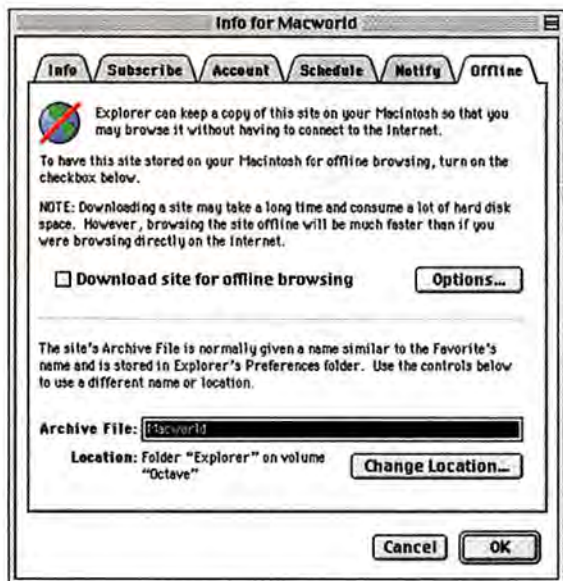 Info for Macworld
Info Subscribe Account Schedule Notify Offline
Explorer can keep a copy of this site on your Macintosh so that you
may browse it without having to connect to the Internet.
To have this site stored on your Macintosh for offline browsing, turn on the
checkbox below.
NOTE: Downloading a site may take a long time and consume a lot of hard disk
space. However, browsing the site offline will be much faster than if you
were browsing directly on the Internet.
Download site for offline browsing
Options...
The site's Archive File is normally given a name similar to the Favorite's
name and is stored in Explorer's Preferences folder. Use the controls below
to use a different name or location.
Archive File: Macworld
Location: Folder "Explorer" on volume
"Octave"
Change Location...
Cancel OK